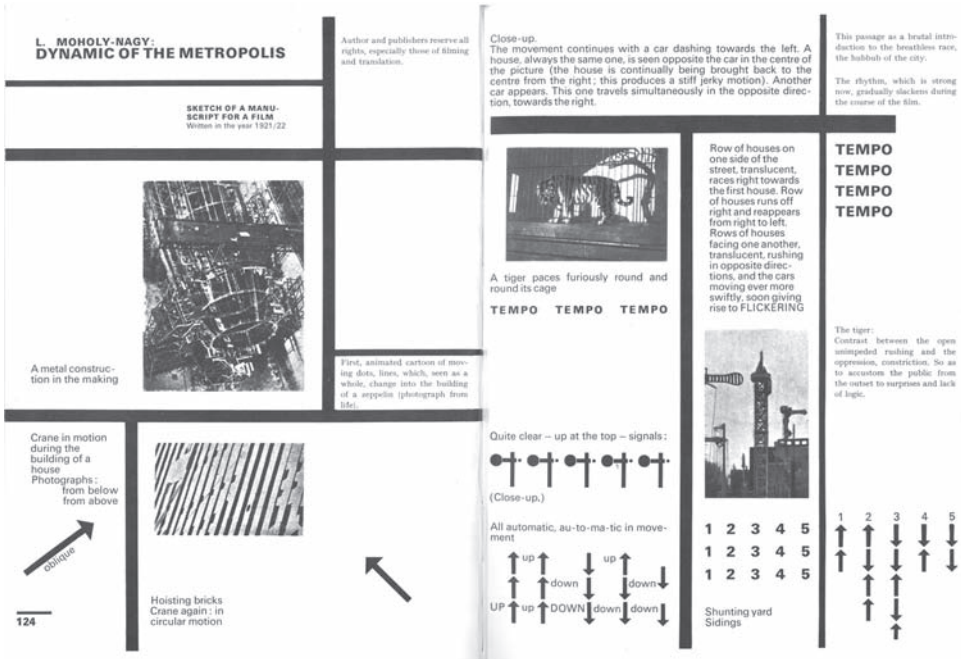 L. MOHOLY-NAGY:
DYNAMIC OF THE METROPOLIS
SKETCH OF A MANU-
SCRIPT FOR A FILM
Written in the year 1921/22
Author and publishers reserve all
rights, especially those of filming
and translation.
A metal construc-
tion in the making
First, animated cartoon of mov-
ing dots, lines, which, seen as a
whole, change into the building
of a zeppelin (photograph from
life).
Crane in motion
during the
building of a
house
Photographs:
from below
from above
oblique
Hoisting bricks
Crane again: in
circular motion
124
Close-up.
The movement continues with a car dashing towards the left. A
house, always the same one, is seen opposite the car in the centre of
the picture (the house is continually being brought back to the
centre from the right; this produces a stiff jerky motion). Another
car appears. This one travels simultaneously in the opposite direc-
tion, towards the right.
A tiger paces furiously round and
round its cage
TEMPO TEMPO TEMPO
Quite clear – up at the top – signals:
(Close-up.)
All automatic, au-to-ma-tic in move-
ment
up up
down down
UP up DOWN down down
Row of houses on
one side of the
street, translucent,
races right towards
the first house. Row
of houses runs off
right and reappears
from right to left.
Rows of houses
facing one another,
translucent, rushing
in opposite direc-
tions, and the cars
moving ever more
swiftly, soon giving
rise to FLICKERING
1 2 3 4 5
1 2 3 4 5
1 2 3 4 5
Shunting yard
Sidings
This passage as a brutal intro-
duction to the breathless race,
the hubbub of the city.
The rhythm, which is strong
now, gradually slackens during
the course of the film.
TEMPO
TEMPO
TEMPO
TEMPO
The tiger:
Contrast between the open
unimpeded rushing and the
oppression, constriction. So as
to accustom the public from
the outset to surprises and lack
of logic.
1 2 3 4 5